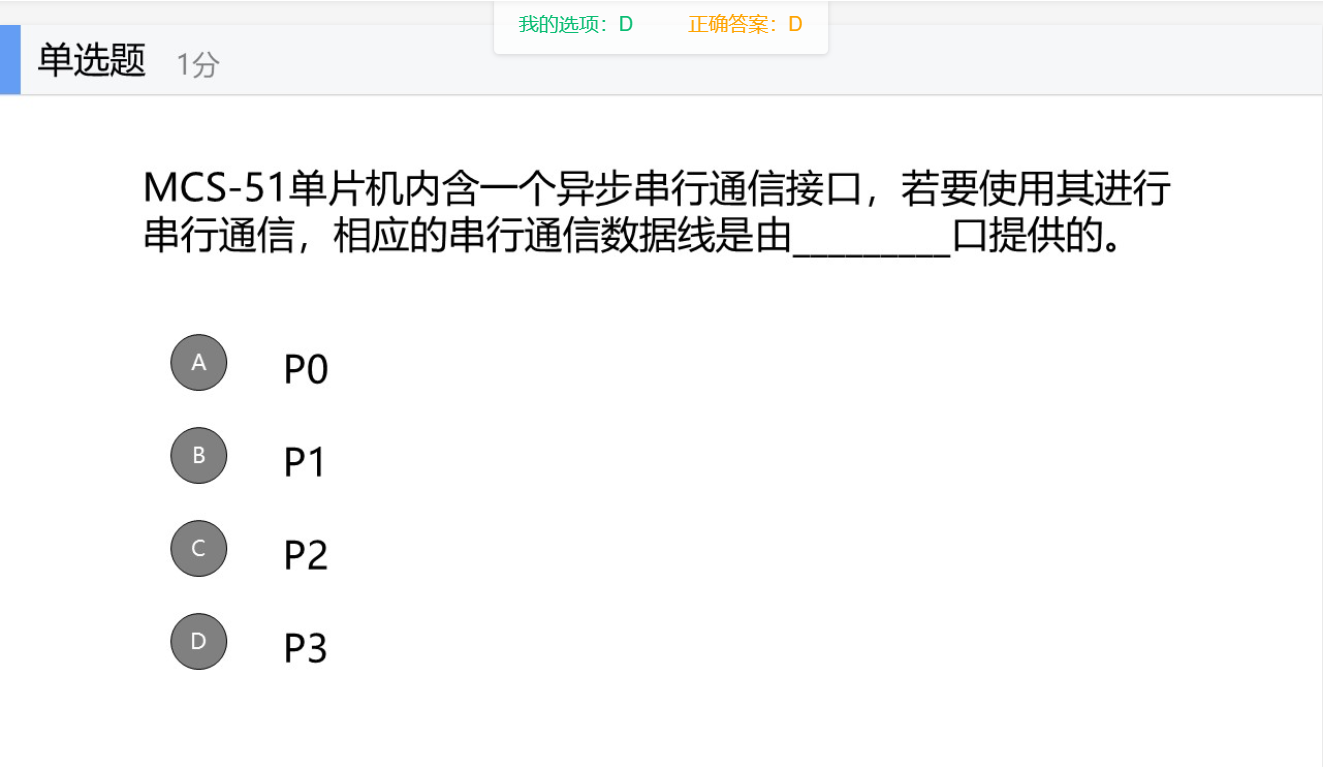 我的选项：D 正确答案：D
单选题 1分
MCS-51单片机内含一个异步串行通信接口，若要使用其进行
串行通信，相应的串行通信数据线是由_________口提供的。
A P0
B P1
C P2
D P3